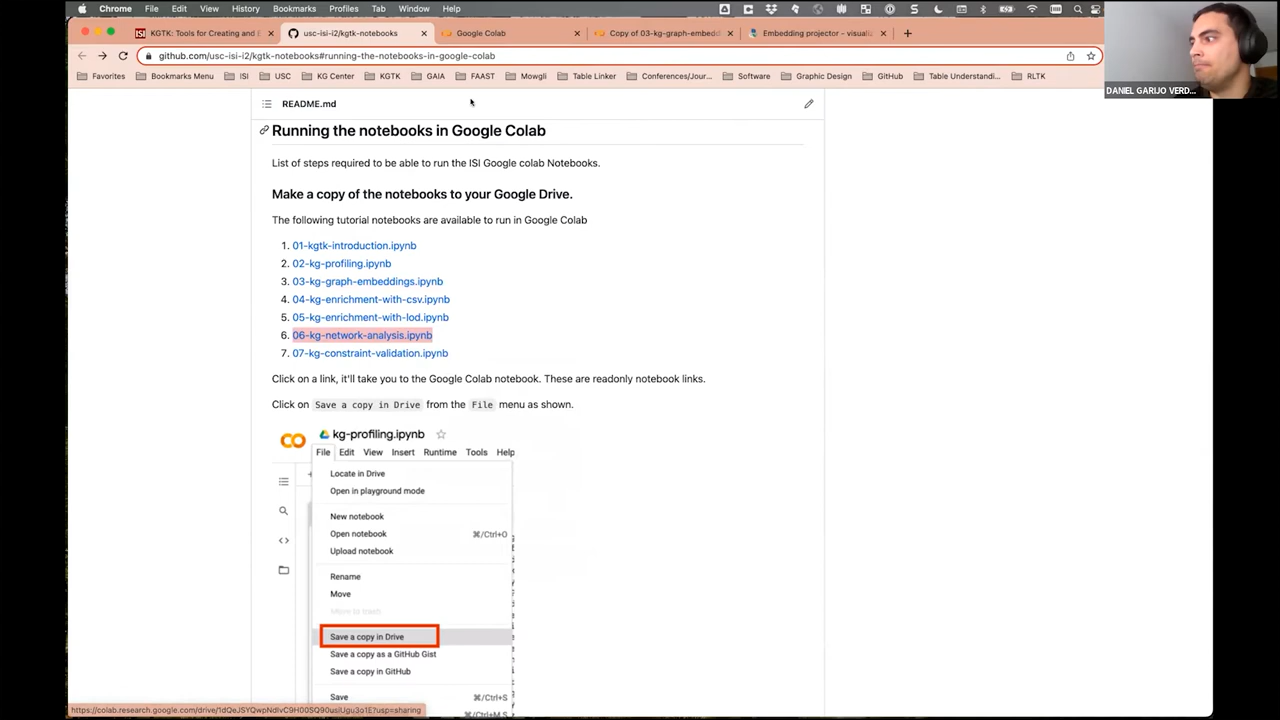 Chrome File Edit View History Bookmarks Profiles Tab Window Help
KGTK: Tools for Creating and E
usc-isi-i2/kgtk-notebooks
Google Colab
Copy of 03-kg-graph-embeddi
Embedding projector - visuali
github.com/usc-isi-i2/kgtk-notebooks#running-the-notebooks-in-google-colab
Favorites Bookmarks Menu ISI USC KG Center KGTK GAIA FAAST Mowgli Table Linker Conferences/Jour... Software Graphic Design GitHub Table Understandi... RLTK
DANIEL GARIJO VERD...
README.md
Running the notebooks in Google Colab
List of steps required to be able to run the ISI Google colab Notebooks.
Make a copy of the notebooks to your Google Drive.
The following tutorial notebooks are available to run in Google Colab
1. 01-kgtk-introduction.ipynb
2. 02-kg-profiling.ipynb
3. 03-kg-graph-embeddings.ipynb
4. 04-kg-enrichment-with-csv.ipynb
5. 05-kg-enrichment-with-lod.ipynb
6. 06-kg-network-analysis.ipynb
7. 07-kg-constraint-validation.ipynb
Click on a link, it'll take you to the Google Colab notebook. These are readonly notebook links.
Click on Save a copy in Drive from the File menu as shown.
kg-profiling.ipynb
File Edit View Insert Runtime Tools Help
Locate in Drive
Open in playground mode
New notebook
Open notebook ⌘/Ctrl+O
Upload notebook
Rename
Move
Move to trash
Save a copy in Drive
Save a copy as a GitHub Gist
Save a copy in GitHub
Save ⌘/Ctrl+S
⌘/Ctrl+M S